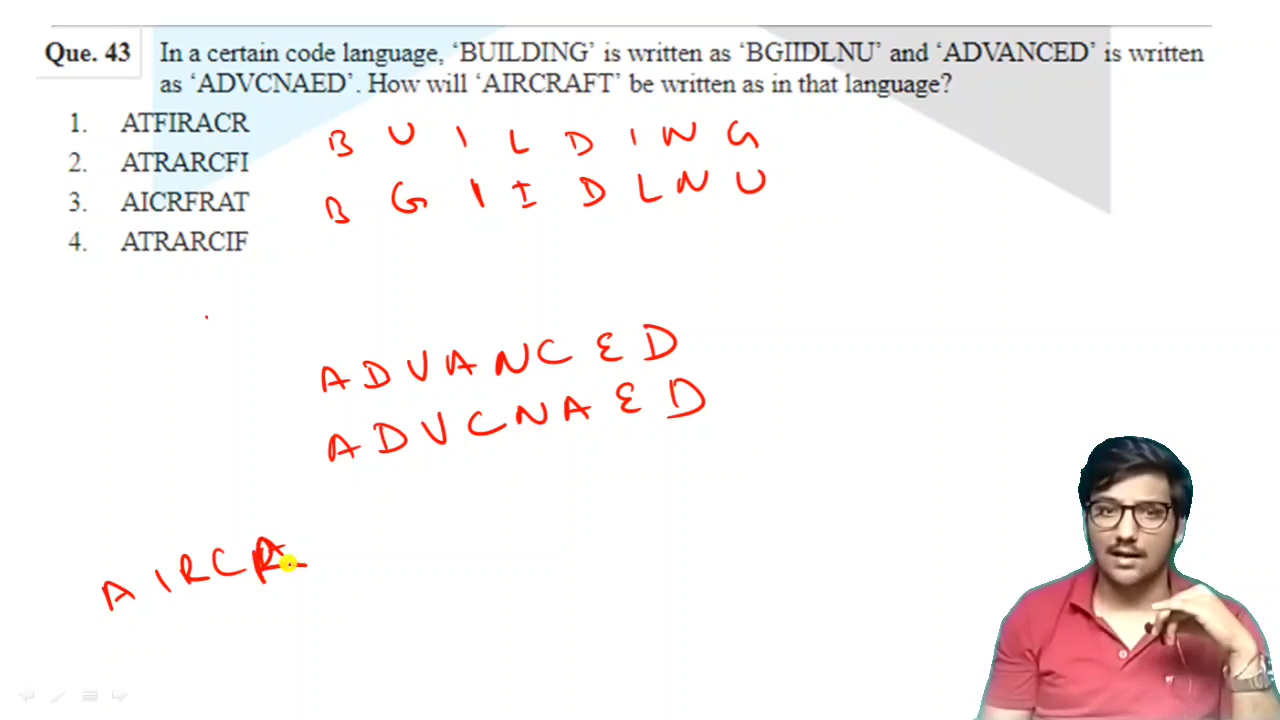 Que. 43 In a certain code language, ‘BUILDING’ is written as ‘BGIIDLNU’ and ‘ADVANCED’ is written
as ‘ADVCNAED’. How will ‘AIRCRAFT’ be written as in that language?
1. ATFIRACR
2. ATRARCFI
3. AICRFRAT
4. ATRARCIF
B U I L D I N G
B G I I D L N U
A D V A N C E D
A D V C N A E D
A I R C